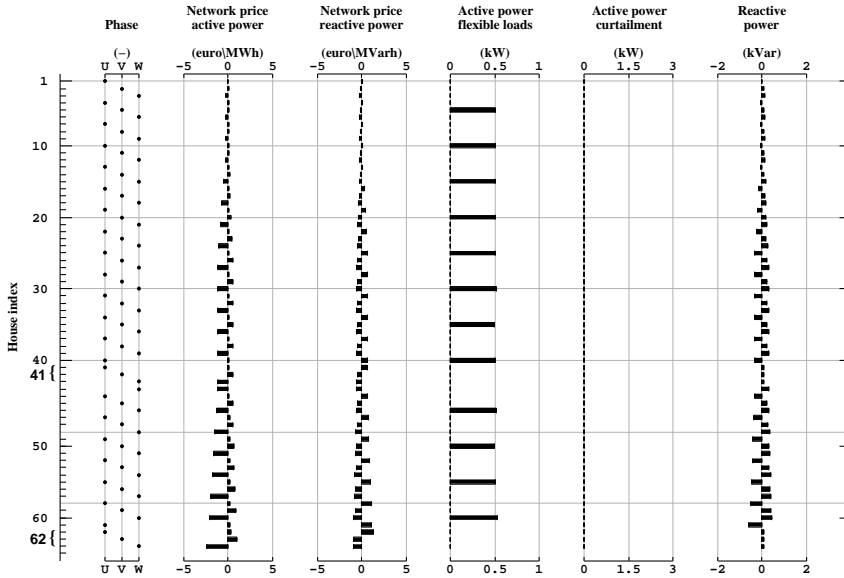 Network price Network price Active power Active power Reactive
Phase active power reactive power flexible loads curtailment power
(−) (euro\MWh) (euro\MVarh) (kW) (kW) (kVar)
U V W −5 0 5 −5 0 5 0 0.5 1 0 1.5 3 −2 0 2
1
10
20
30
House index
40
41 {
50
60
62 {
U V W −5 0 5 −5 0 5 0 0.5 1 0 1.5 3 −2 0 2